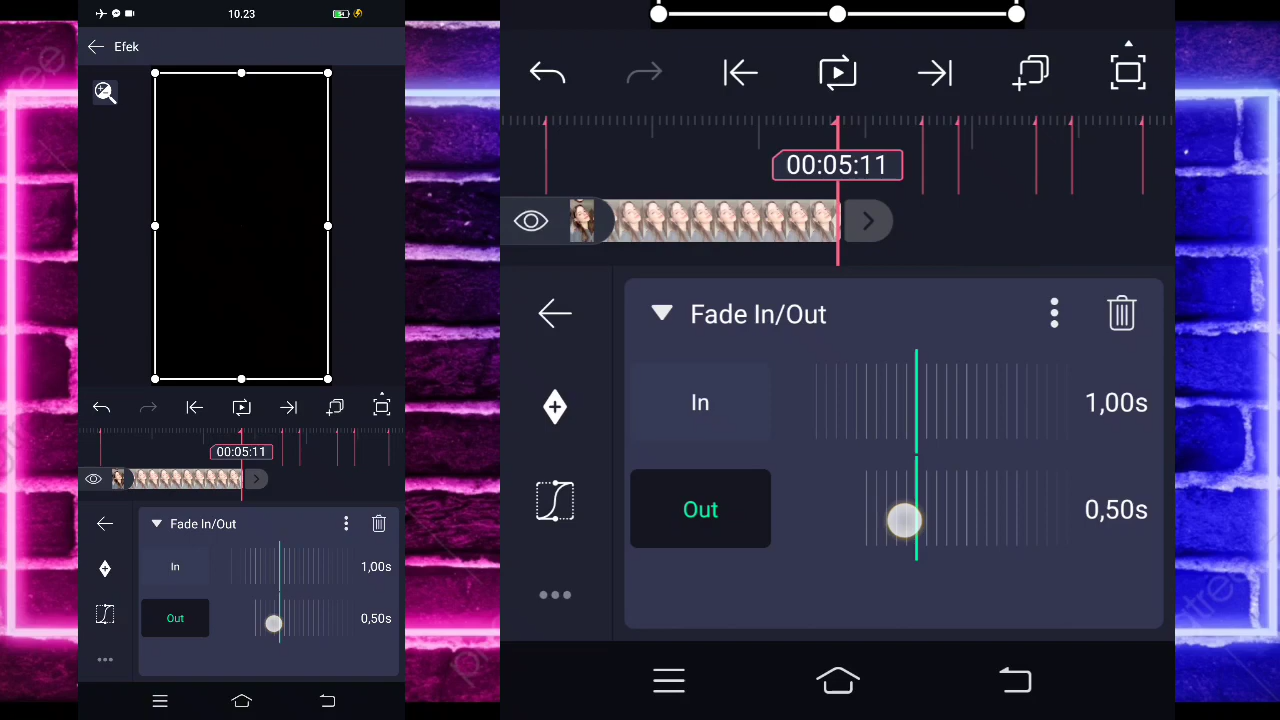 10.23
Efek
00:05:11
Fade In/Out
In
1,00s
Out
0,50s
00:05:11
Fade In/Out
In
1,00s
Out
0,50s